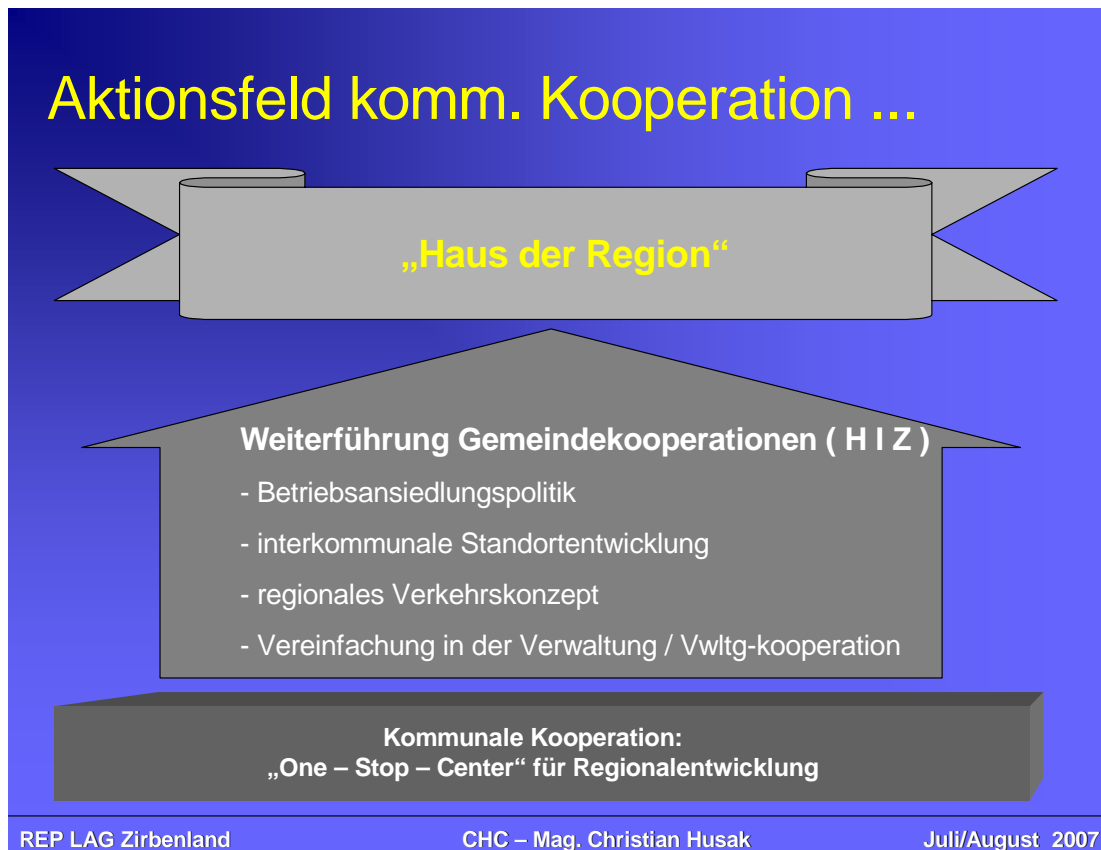 Aktionsfeld komm. Kooperation ...
„Haus der Region“
Weiterführung Gemeindekooperationen ( H I Z )
- Betriebsansiedlungspolitik
- interkommunale Standortentwicklung
- regionales Verkehrskonzept
- Vereinfachung in der Verwaltung / Vwltg-kooperation
Kommunale Kooperation:
„One – Stop – Center“ für Regionalentwicklung
REP LAG Zirbenland CHC – Mag. Christian Husak Juli/August 2007